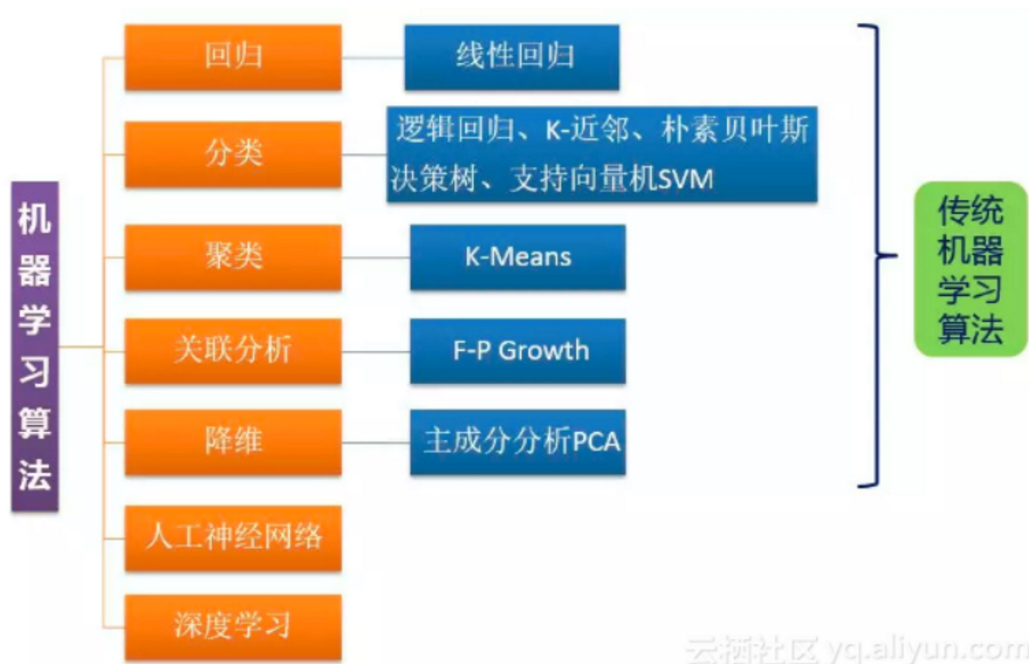 机器学习算法
回归
线性回归
分类
逻辑回归、K-近邻、朴素贝叶斯
决策树、支持向量机SVM
聚类
K-Means
关联分析
F-P Growth
降维
主成分分析PCA
人工神经网络
深度学习
传统
机器
学习
算法
云栖社区 yq.aliyun.com